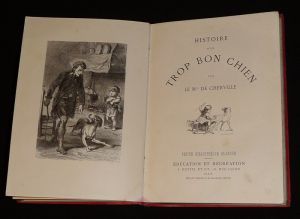 HISTOIRE
D'UN
TROP BON CHIEN
PAR
LE Mis DE CHERVILLE
PETITE BIBLIOTHÈQUE BLANCHE
ÉDUCATION ET RÉCRÉATION